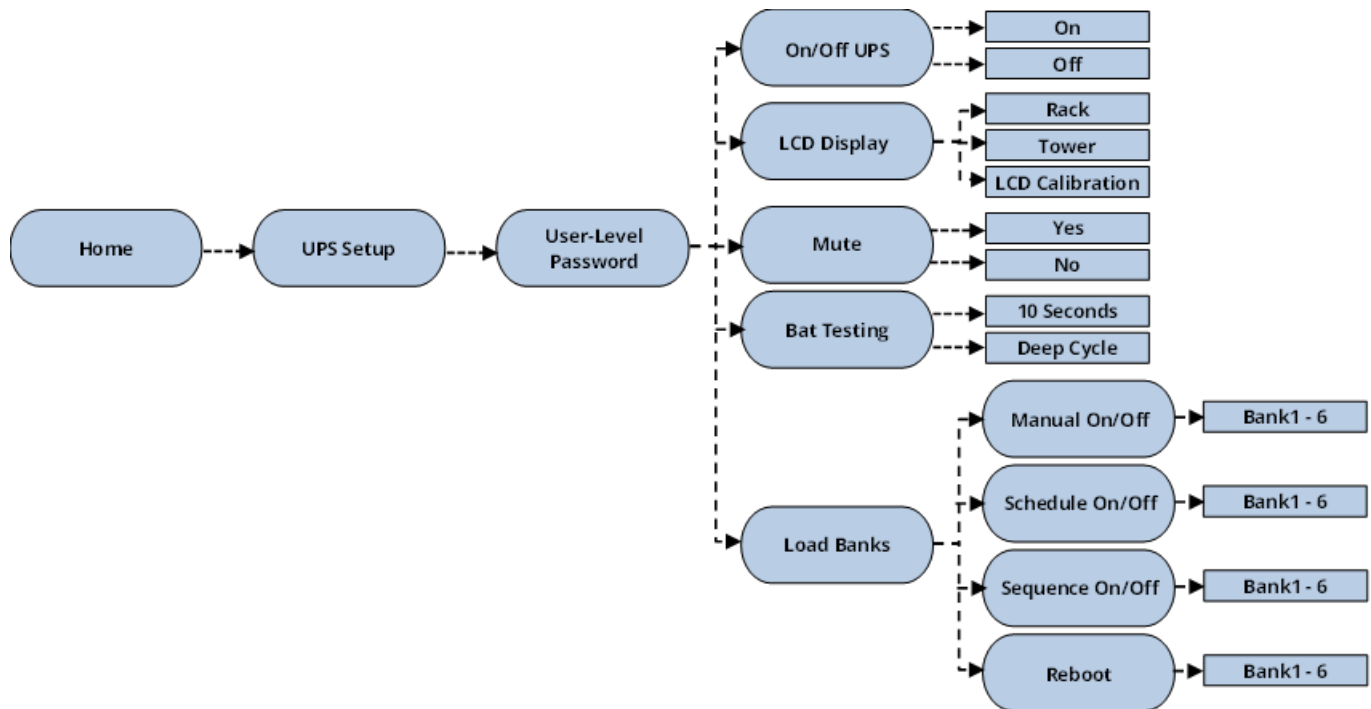 Home
UPS Setup
User-Level
Password
On/Off UPS
On
Off
LCD Display
Rack
Tower
LCD Calibration
Mute
Yes
No
Bat Testing
10 Seconds
Deep Cycle
Load Banks
Manual On/Off
Bank1 - 6
Schedule On/Off
Bank1 - 6
Sequence On/Off
Bank1 - 6
Reboot
Bank1 - 6